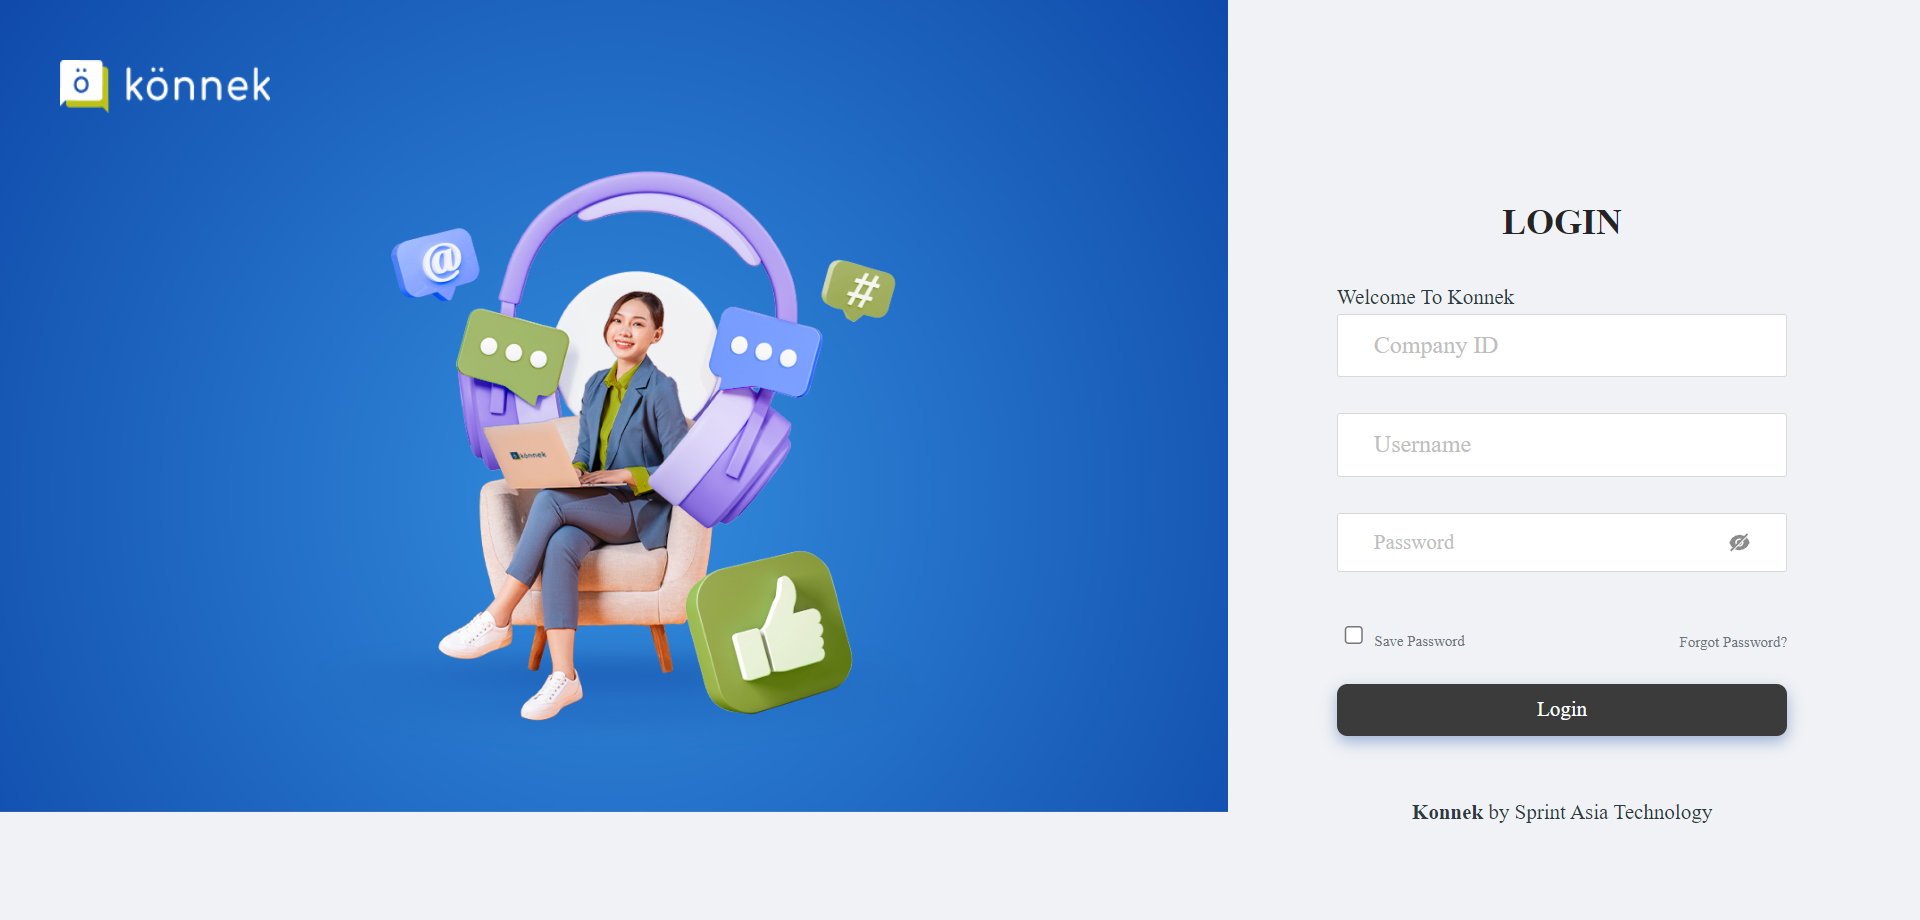 ö könnek
@
#
ö könnek
LOGIN
Welcome To Konnek
Company ID
Username
Password
Save Password
Forgot Password?
Login
Konnek by Sprint Asia Technology